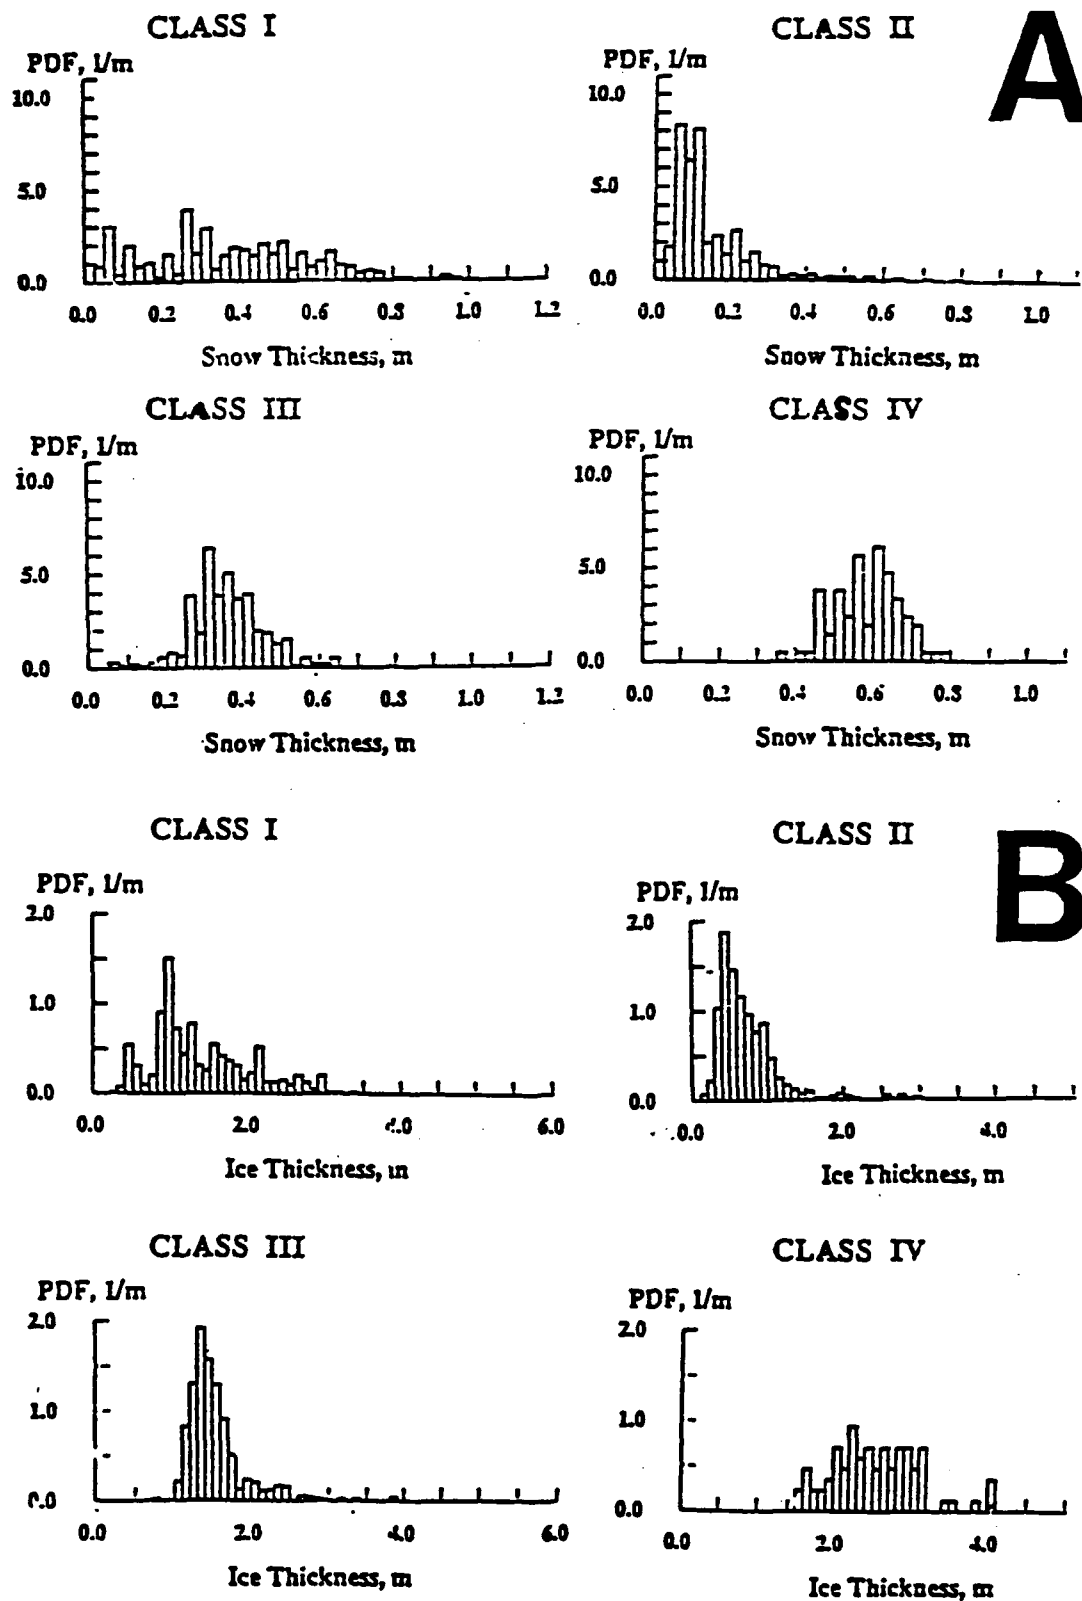 CLASS I
CLASS II
A
PDF, 1/m
PDF, 1/m
10.0
5.0
0.0
0.0 0.2 0.4 0.6 0.8 1.0 1.2
Snow Thickness, m
10.0
5.0
0.0
0.0 0.2 0.4 0.6 0.8 1.0
Snow Thickness, m
CLASS III
CLASS IV
PDF, 1/m
PDF, 1/m
10.0
5.0
0.0
0.0 0.2 0.4 0.6 0.8 1.0 1.2
Snow Thickness, m
10.0
5.0
0.0
0.0 0.2 0.4 0.6 0.8 1.0
Snow Thickness, m
CLASS I
CLASS II
B
PDF, 1/m
PDF, 1/m
2.0
1.0
0.0
0.0 2.0 4.0 6.0
Ice Thickness, m
2.0
1.0
0.0
0.0 2.0 4.0
Ice Thickness, m
CLASS III
CLASS IV
PDF, 1/m
PDF, 1/m
2.0
1.0
0.0
0.0 2.0 4.0 6.0
Ice Thickness, m
2.0
1.0
0.0
0.0 2.0 4.0
Ice Thickness, m